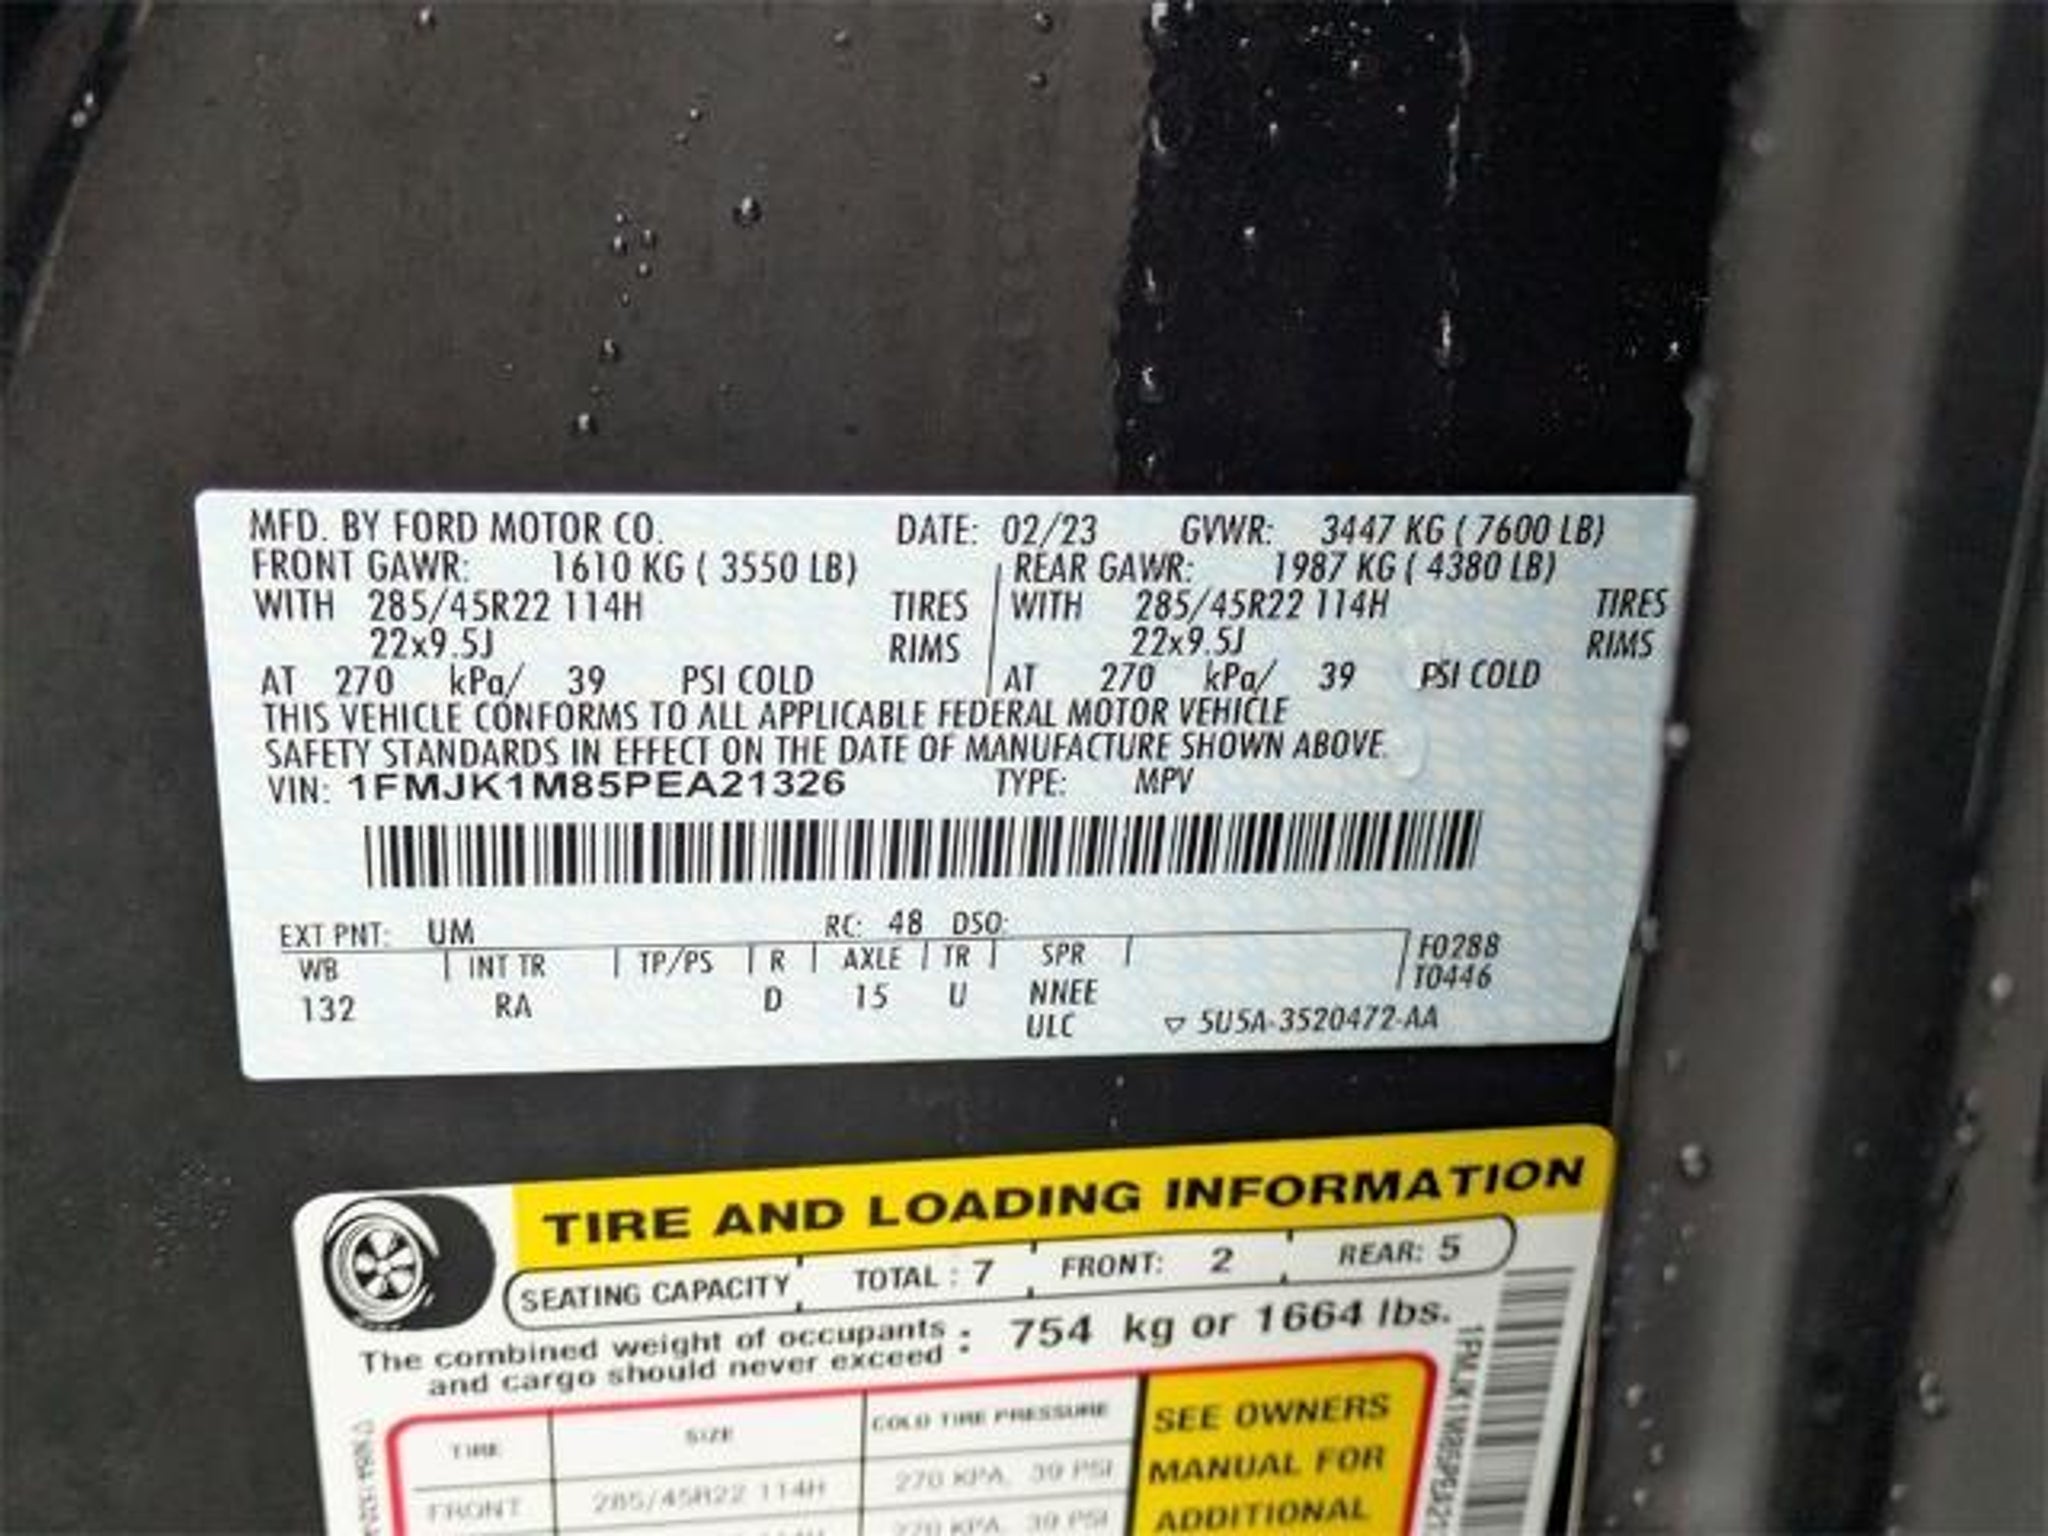 MFD. BY FORD MOTOR CO. DATE: 02/23 GVWR: 3447 KG ( 7600 LB)
FRONT GAWR: 1610 KG ( 3550 LB) REAR GAWR: 1987 KG ( 4380 LB)
WITH 285/45R22 114H TIRES WITH 285/45R22 114H TIRES
22x9.5J RIMS 22x9.5J RIMS
AT 270 kPa/ 39 PSI COLD AT 270 kPa/ 39 PSI COLD
THIS VEHICLE CONFORMS TO ALL APPLICABLE FEDERAL MOTOR VEHICLE
SAFETY STANDARDS IN EFFECT ON THE DATE OF MANUFACTURE SHOWN ABOVE.
VIN: 1FMJK1M85PEA21326 TYPE: MPV
EXT PNT: UM RC: 48 DSO:
WB INT TR TP/PS R AXLE TR SPR F0288
T0446
132 RA D 15 U NNEE
ULC ▽ 5U5A-3520472-AA
TIRE AND LOADING INFORMATION
SEATING CAPACITY TOTAL : 7 FRONT: 2 REAR: 5
The combined weight of occupants : 754 kg or 1664 lbs.
and cargo should never exceed
TIRE SIZE COLD TIRE PRESSURE SEE OWNERS
FRONT 285/45R22 114H 270 KPA, 39 PSI MANUAL FOR
114H 270 KPA, 39 PSI ADDITIONAL
1FMJK1M85PEA21